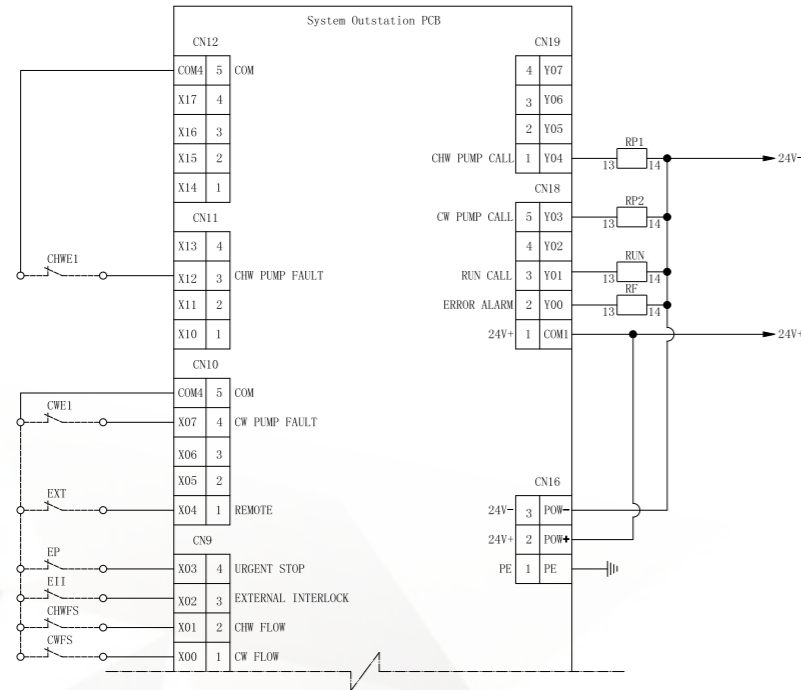 System Outstation PCB
CN12
COM4 5 COM
X17 4
X16 3
X15 2
X14 1
CN11
X13 4
CHWE1
X12 3 CHW PUMP FAULT
X11 2
X10 1
CN10
COM4 5 COM
CWE1
X07 4 CW PUMP FAULT
X06 3
X05 2
EXT
X04 1 REMOTE
CN9
EP
X03 4 URGENT STOP
EII
X02 3 EXTERNAL INTERLOCK
CHWFS
X01 2 CHW FLOW
CWFS
X00 1 CW FLOW
CN19
4 Y07
3 Y06
2 Y05
RP1
CHW PUMP CALL 1 Y04 13 14 24V-
CN18
RP2
CW PUMP CALL 5 Y03 13 14
4 Y02
RUN
RUN CALL 3 Y01 13 14
RF
ERROR ALARM 2 Y00 13 14
24V+ 1 COM1 24V+
CN16
24V- 3 POW-
24V+ 2 POW+
PE 1 PE